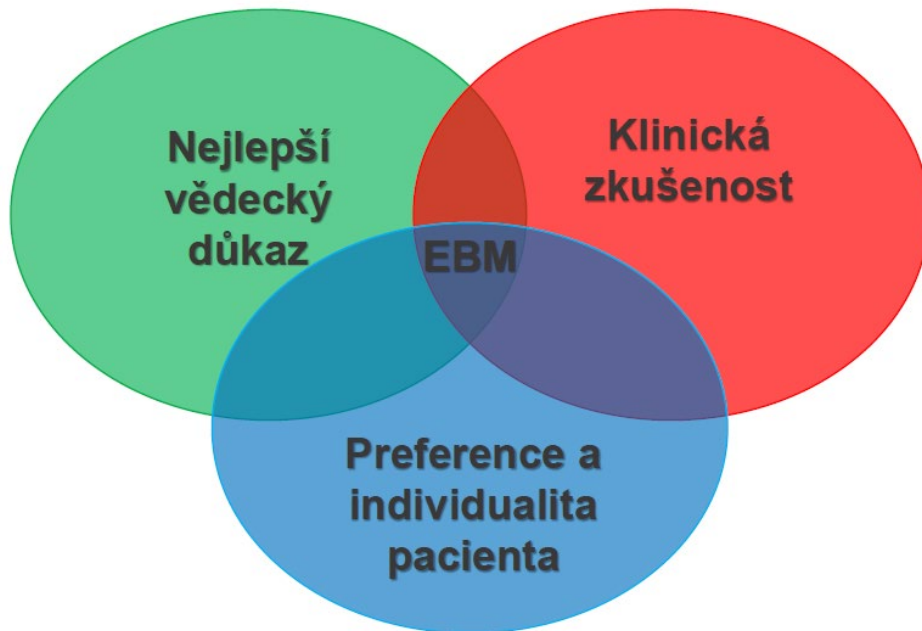 Nejlepší
vědecký
důkaz
Klinická
zkušenost
EBM
Preference a
individualita
pacienta